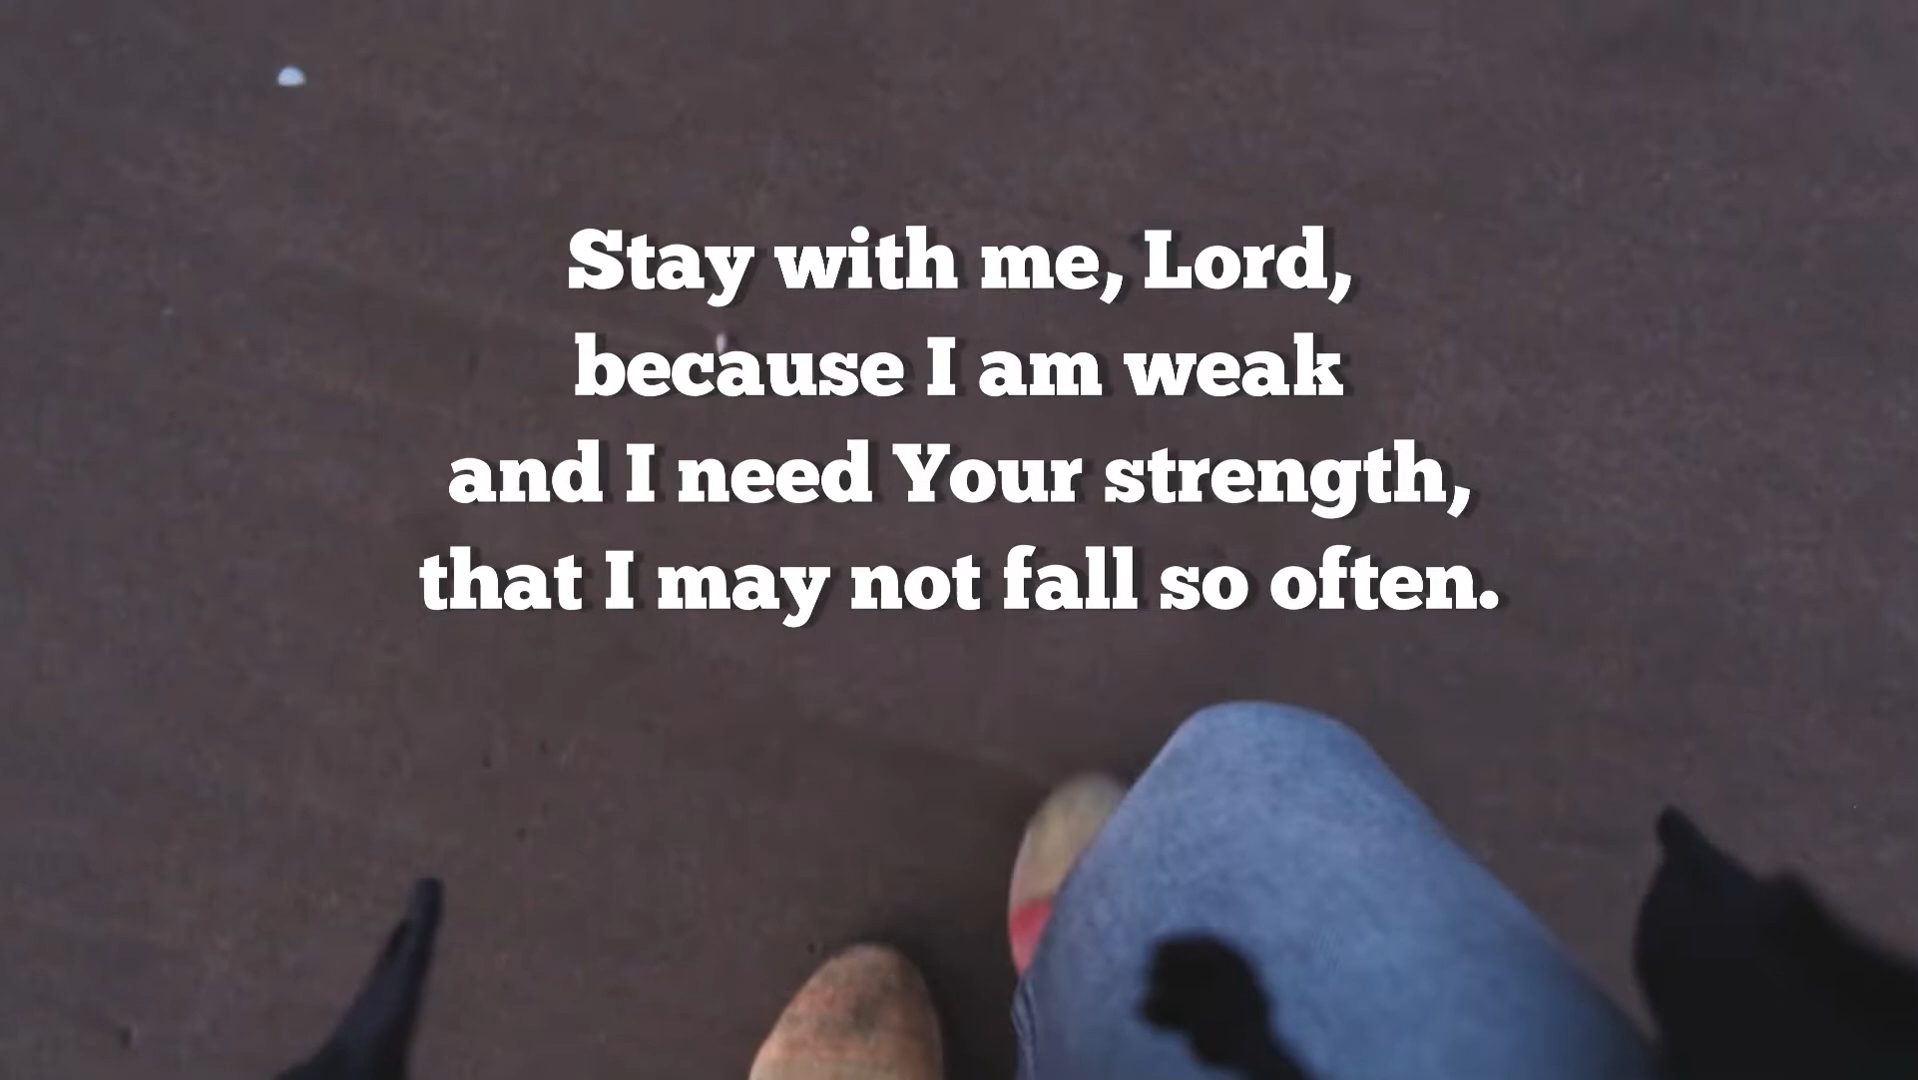 Stay with me, Lord,
because I am weak
and I need Your strength,
that I may not fall so often.